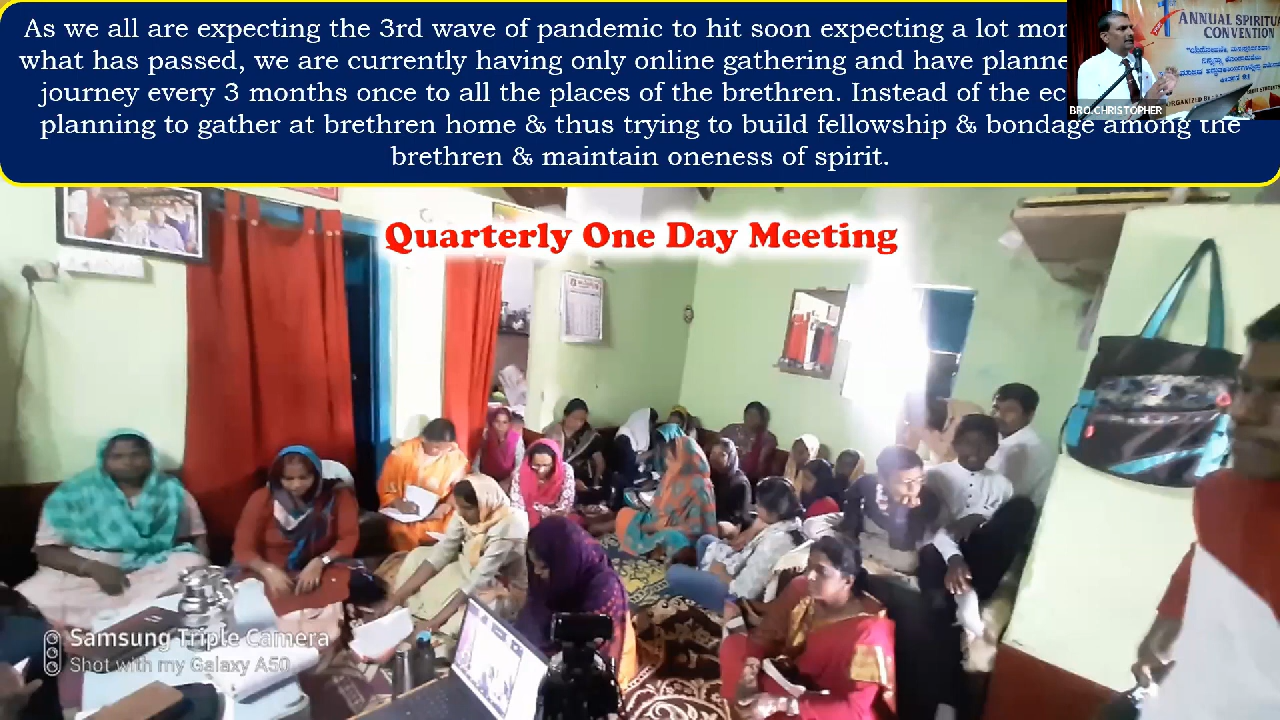 As we all are expecting the 3rd wave of pandemic to hit soon expecting a lot
what has passed, we are currently having only online gathering and have
journey every 3 months once to all the places of the brethren. Instead of the
planning to gather at brethren home & thus trying to build fellowship & bondage among the
brethren & maintain oneness of spirit.
ANNUAL SPIRITUA
CONVENTION
BRO.CHRISTOPHER
Quarterly One Day Meeting
Samsung Triple Camera
Shot with my Galaxy A50